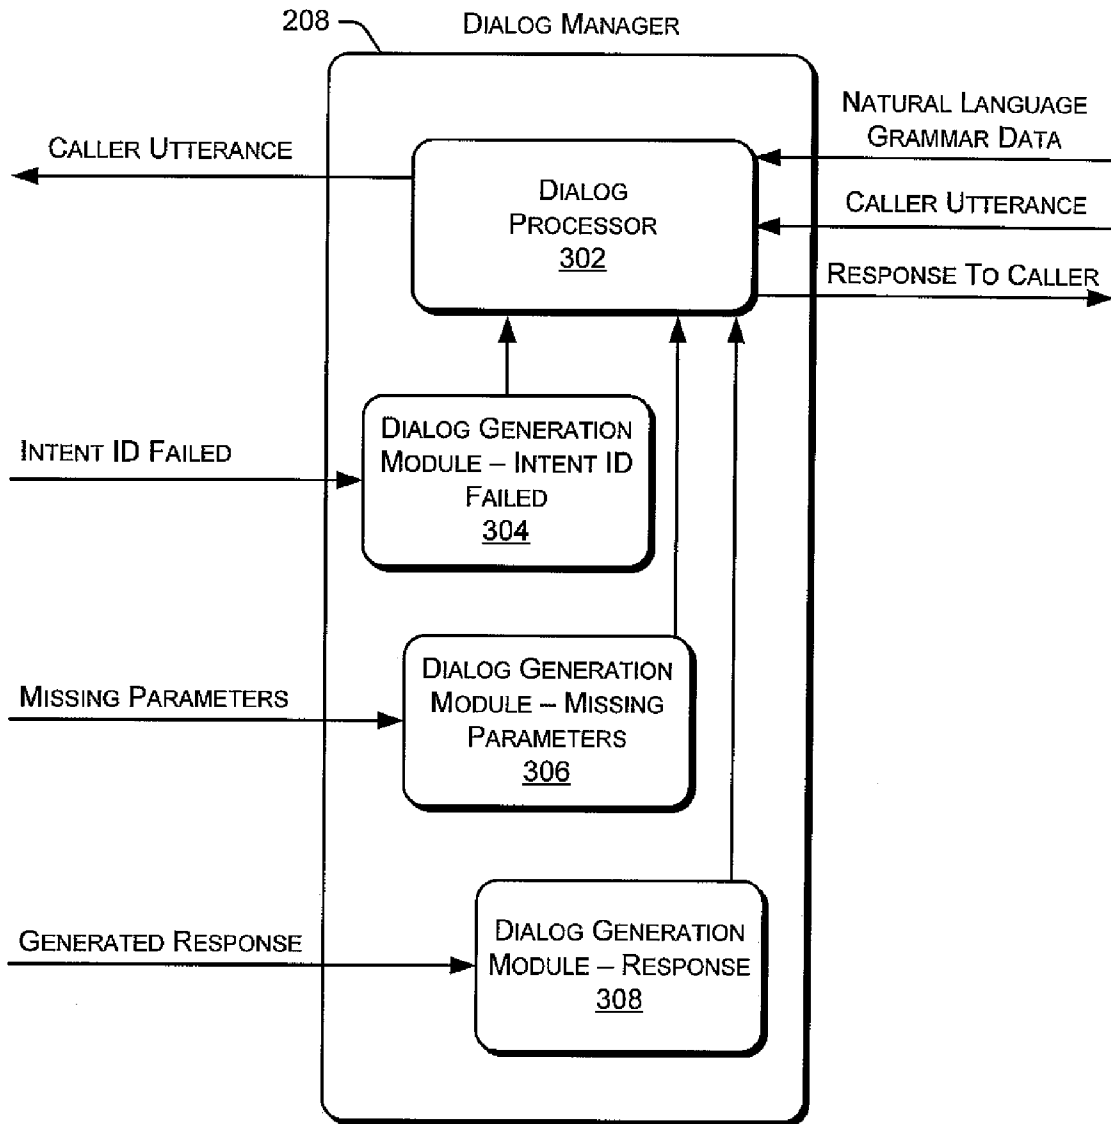 208
DIALOG MANAGER
NATURAL LANGUAGE
GRAMMAR DATA
CALLER UTTERANCE
DIALOG
PROCESSOR
302
CALLER UTTERANCE
RESPONSE TO CALLER
INTENT ID FAILED
DIALOG GENERATION
MODULE – INTENT ID
FAILED
304
MISSING PARAMETERS
DIALOG GENERATION
MODULE – MISSING
PARAMETERS
306
GENERATED RESPONSE
DIALOG GENERATION
MODULE – RESPONSE
308